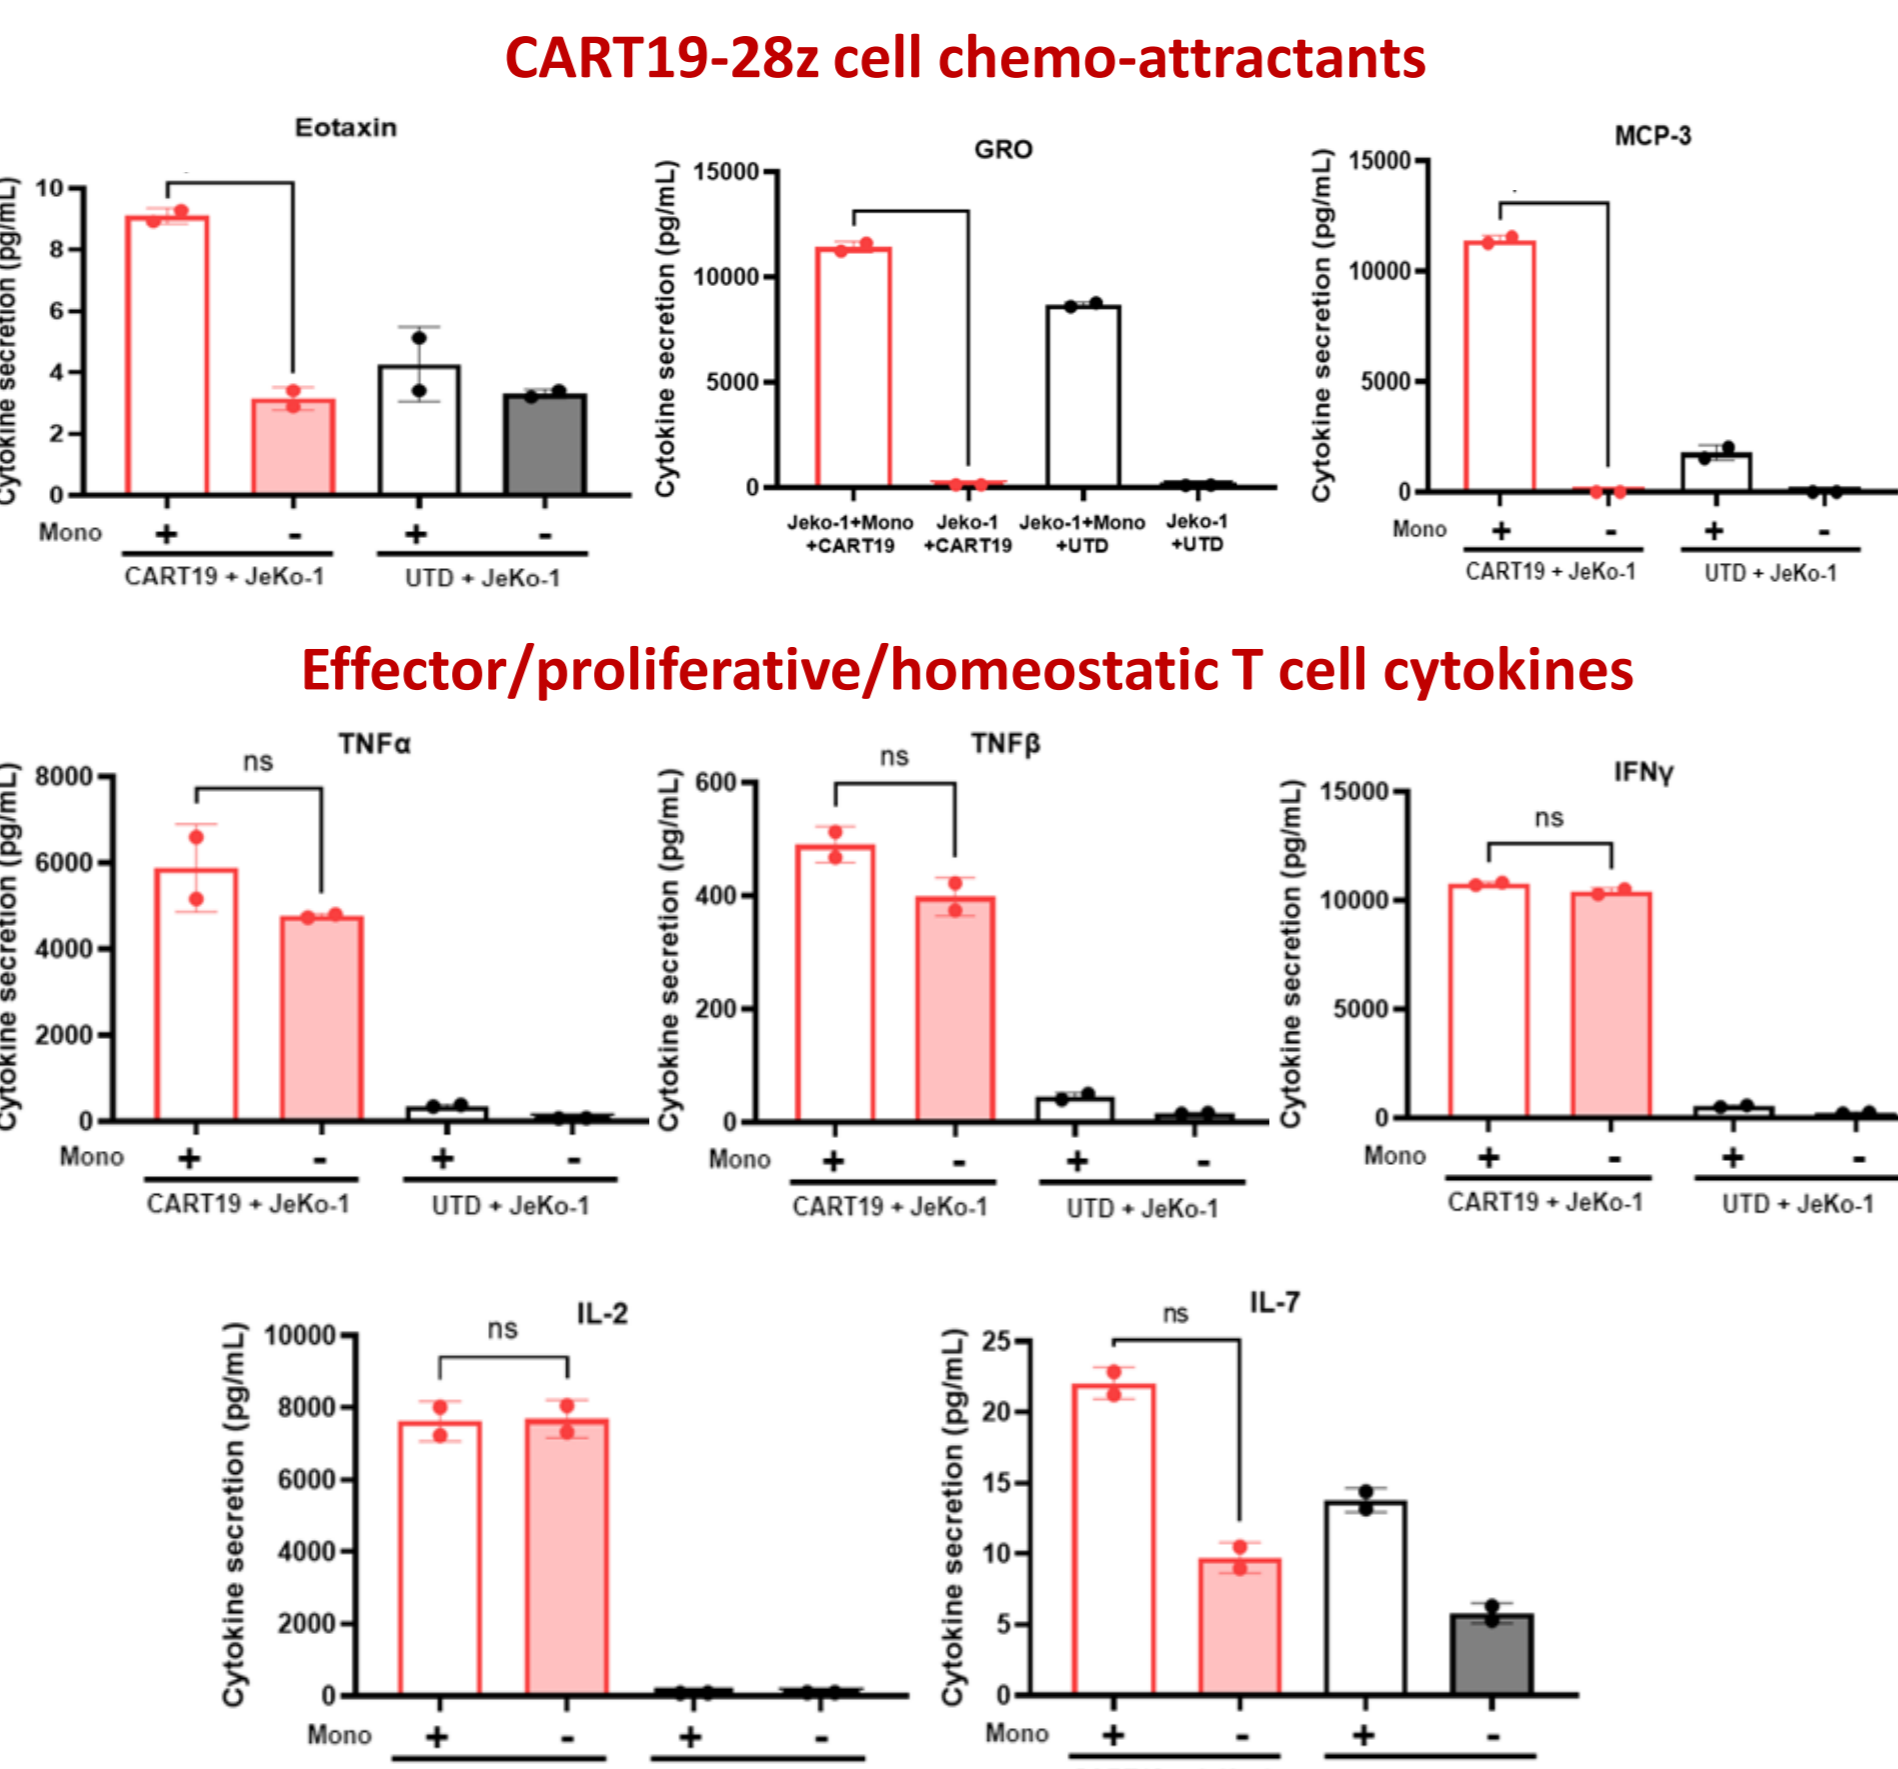 CART19-28z cell chemo-attractants
Eotaxin
Cytokine secretion (pg/mL)
10
8
6
4
2
0
Mono + - + -
CART19 + JeKo-1 UTD + JeKo-1
GRO
Cytokine secretion (pg/mL)
15000
10000
5000
0
Jeko-1+Mono Jeko-1 Jeko-1+Mono Jeko-1
+CART19 +CART19 +UTD +UTD
MCP-3
Cytokine secretion (pg/mL)
15000
10000
5000
0
Mono + - + -
CART19 + JeKo-1 UTD + JeKo-1
Effector/proliferative/homeostatic T cell cytokines
TNFα
ns
Cytokine secretion (pg/mL)
8000
6000
4000
2000
0
Mono + - + -
CART19 + JeKo-1 UTD + JeKo-1
TNFβ
ns
Cytokine secretion (pg/mL)
600
400
200
0
Mono + - + -
CART19 + JeKo-1 UTD + JeKo-1
IFNγ
ns
Cytokine secretion (pg/mL)
15000
10000
5000
0
Mono + - + -
CART19 + JeKo-1 UTD + JeKo-1
IL-2
ns
Cytokine secretion (pg/mL)
10000
8000
6000
4000
2000
0
Mono + - + -
IL-7
ns
Cytokine secretion (pg/mL)
25
20
15
10
5
0
Mono + - + -